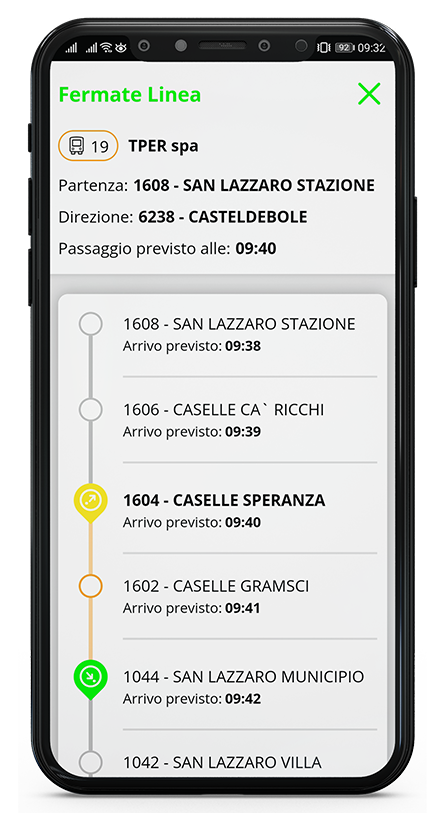 92 09:32
Fermate Linea
19 TPER spa
Partenza: 1608 - SAN LAZZARO STAZIONE
Direzione: 6238 - CASTELDEBOLE
Passaggio previsto alle: 09:40
1608 - SAN LAZZARO STAZIONE
Arrivo previsto: 09:38
1606 - CASELLE CA` RICCHI
Arrivo previsto: 09:39
1604 - CASELLE SPERANZA
Arrivo previsto: 09:40
1602 - CASELLE GRAMSCI
Arrivo previsto: 09:41
1044 - SAN LAZZARO MUNICIPIO
Arrivo previsto: 09:42
1042 - SAN LAZZARO VILLA